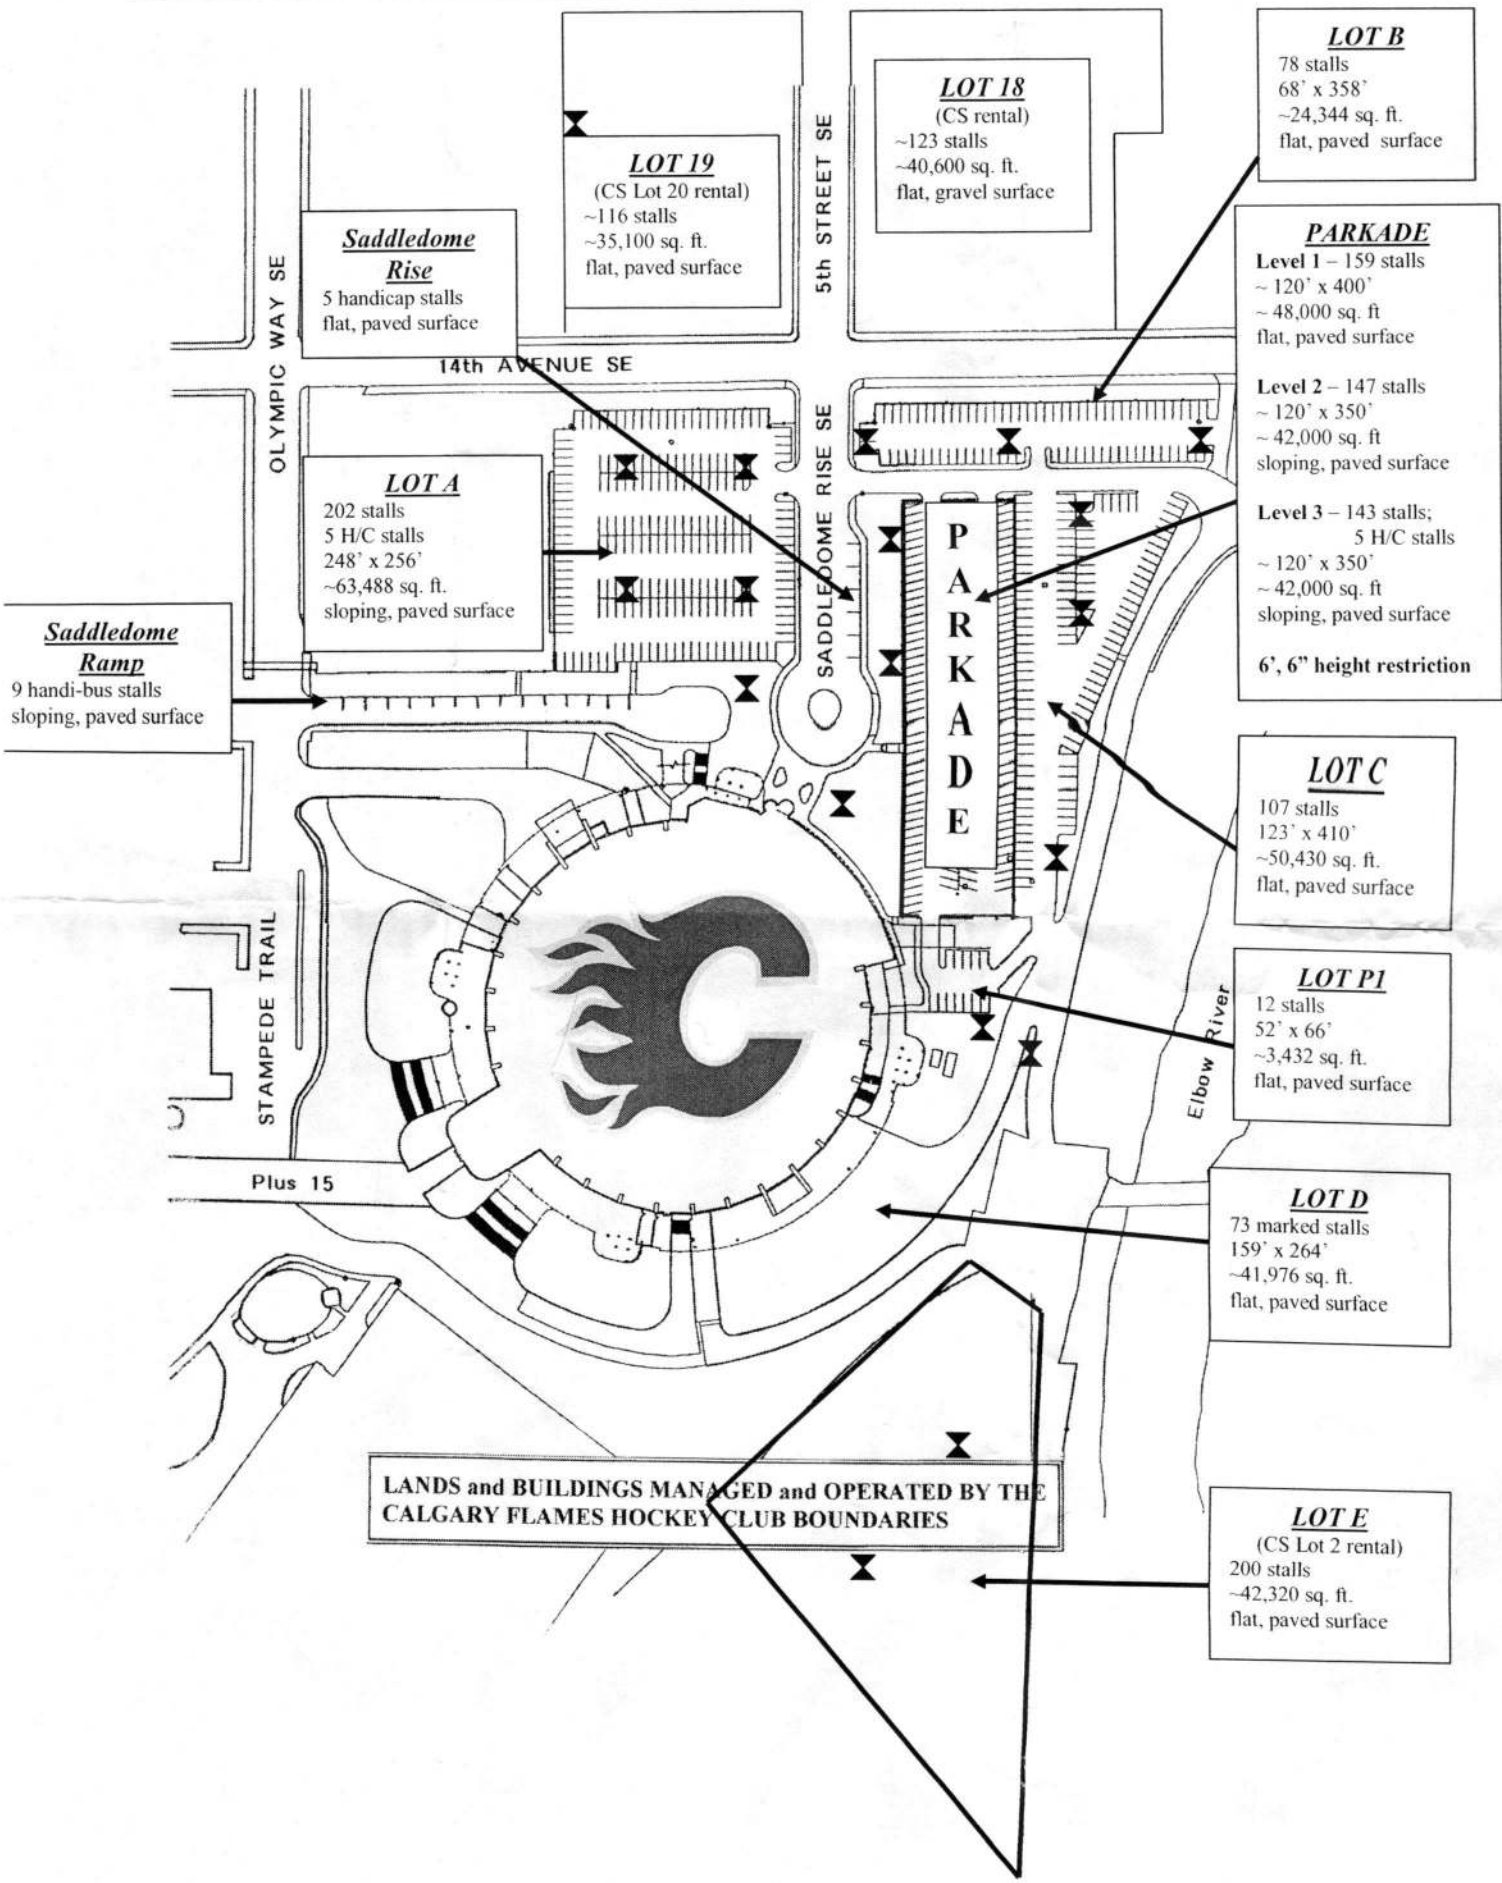 LOT B
78 stalls
68’ x 358’
~24,344 sq. ft.
flat, paved surface
LOT 18
(CS rental)
~123 stalls
~40,600 sq. ft.
flat, gravel surface
LOT 19
(CS Lot 20 rental)
~116 stalls
~35,100 sq. ft.
flat, paved surface
5th STREET SE
Saddledome
Rise
5 handicap stalls
flat, paved surface
OLYMPIC WAY SE
14th AVENUE SE
PARKADE
Level 1 – 159 stalls
~ 120’ x 400’
~ 48,000 sq. ft
flat, paved surface
Level 2 – 147 stalls
~ 120’ x 350’
~ 42,000 sq. ft
sloping, paved surface
Level 3 – 143 stalls;
5 H/C stalls
~ 120’ x 350’
~ 42,000 sq. ft
sloping, paved surface
6’, 6” height restriction
LOT A
202 stalls
5 H/C stalls
248’ x 256’
~63,488 sq. ft.
sloping, paved surface
SADDLEDOME RISE SE
PARKADE
Saddledome
Ramp
9 handi-bus stalls
sloping, paved surface
LOT C
107 stalls
123’ x 410’
~50,430 sq. ft.
flat, paved surface
STAMPEDE TRAIL
C
LOT P1
12 stalls
52’ x 66’
~3,432 sq. ft.
flat, paved surface
Elbow River
Plus 15
LOT D
73 marked stalls
159’ x 264’
~41,976 sq. ft.
flat, paved surface
LANDS and BUILDINGS MANAGED and OPERATED BY THE
CALGARY FLAMES HOCKEY CLUB BOUNDARIES
LOT E
(CS Lot 2 rental)
200 stalls
~42,320 sq. ft.
flat, paved surface